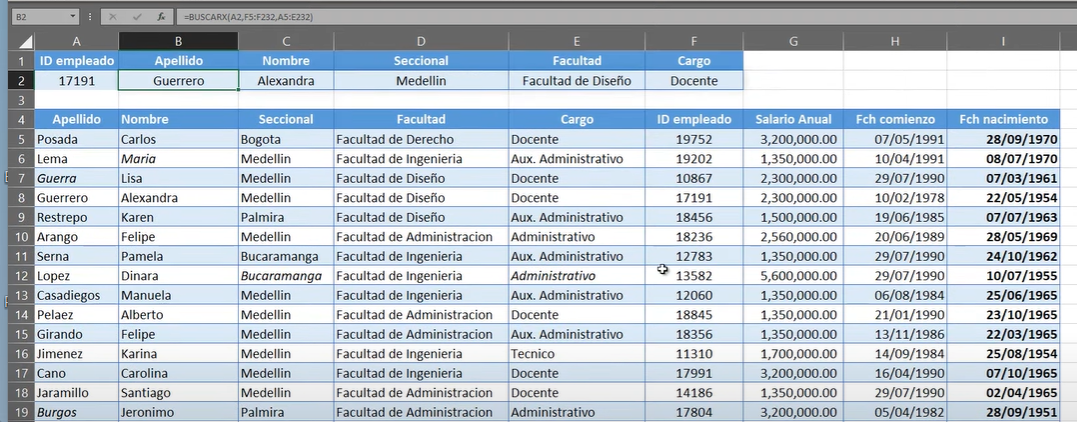 B2 fx =BUSCARX(A2,F5:F232,A5:E232)
A B C D E F G H I
1 ID empleado Apellido Nombre Seccional Facultad Cargo
2 17191 Guerrero Alexandra Medellin Facultad de Diseño Docente
3
4 Apellido Nombre Seccional Facultad Cargo ID empleado Salario Anual Fch comienzo Fch nacimiento
5 Posada Carlos Bogota Facultad de Derecho Docente 19752 3,200,000.00 07/05/1991 28/09/1970
6 Lema Maria Medellin Facultad de Ingenieria Aux. Administrativo 19202 1,350,000.00 10/04/1991 08/07/1970
7 Guerra Lisa Medellin Facultad de Diseño Docente 10867 2,300,000.00 29/07/1990 07/03/1961
8 Guerrero Alexandra Medellin Facultad de Diseño Docente 17191 2,300,000.00 10/02/1978 22/05/1954
9 Restrepo Karen Palmira Facultad de Diseño Aux. Administrativo 18456 1,500,000.00 19/06/1985 07/07/1963
10 Arango Felipe Medellin Facultad de Administracion Administrativo 18236 2,560,000.00 20/06/1989 28/05/1969
11 Serna Pamela Bucaramanga Facultad de Ingenieria Aux. Administrativo 12783 1,350,000.00 29/07/1990 24/10/1962
12 Lopez Dinara Bucaramanga Facultad de Ingenieria Administrativo 13582 5,600,000.00 29/07/1990 10/07/1955
13 Casadiegos Manuela Medellin Facultad de Ingenieria Aux. Administrativo 12060 1,350,000.00 06/08/1984 25/06/1965
14 Pelaez Alberto Medellin Facultad de Administracion Docente 18845 1,350,000.00 21/01/1990 23/10/1965
15 Girando Felipe Medellin Facultad de Ingenieria Aux. Administrativo 18356 1,350,000.00 13/11/1986 22/03/1965
16 Jimenez Karina Medellin Facultad de Ingenieria Tecnico 11310 1,700,000.00 14/09/1984 25/08/1954
17 Cano Carolina Medellin Facultad de Ingenieria Docente 17991 3,200,000.00 16/04/1990 07/10/1965
18 Jaramillo Santiago Medellin Facultad de Administracion Docente 14186 1,350,000.00 29/07/1990 02/04/1965
19 Burgos Jeronimo Palmira Facultad de Administracion Administrativo 17804 3,200,000.00 05/04/1982 28/09/1951